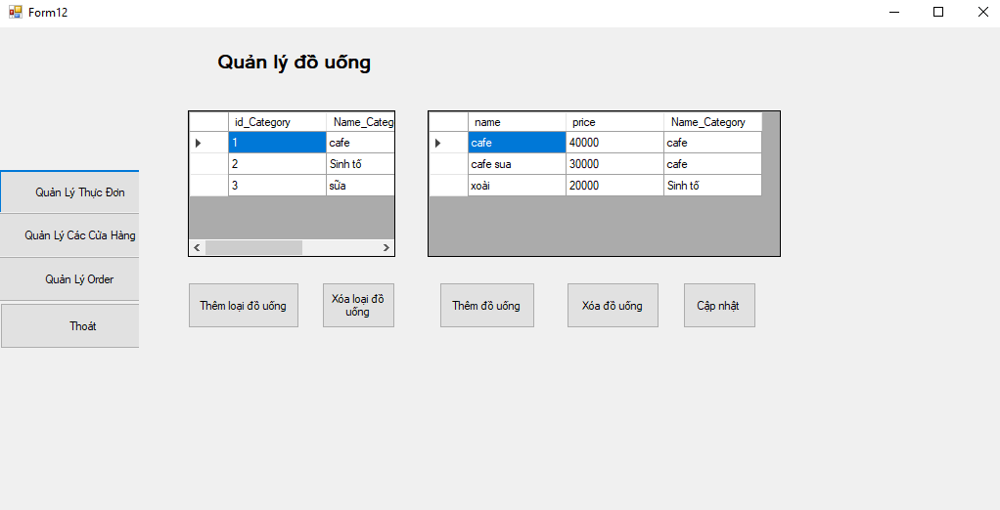 Form12
Quản lý đồ uống
id_Category Name_Categ
1 cafe
2 Sinh tố
3 sữa
name price Name_Category
cafe 40000 cafe
cafe sua 30000 cafe
xoài 20000 Sinh tố
Quản Lý Thực Đơn
Quản Lý Các Cửa Hàng
Quản Lý Order
Thoát
Thêm loại đồ uống
Xóa loại đồ
uống
Thêm đồ uống
Xóa đồ uống
Cập nhật